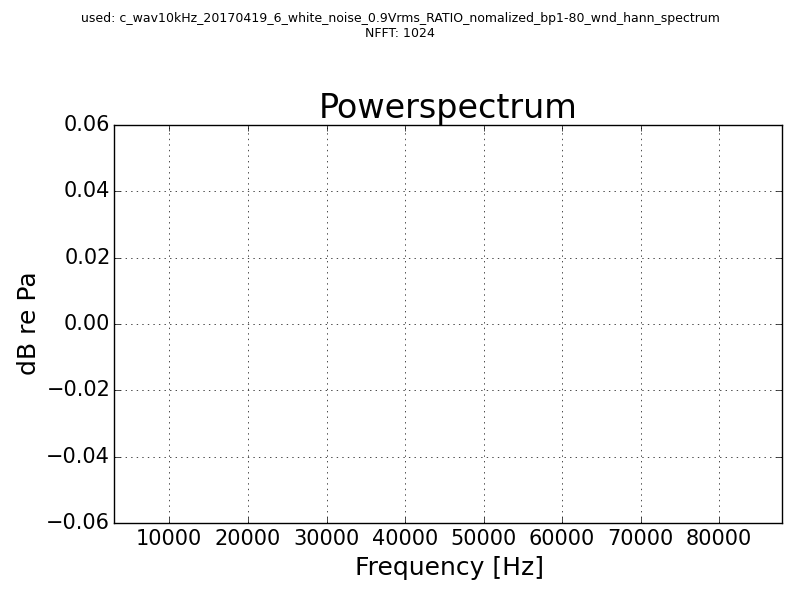 used: c_wav10kHz_20170419_6_white_noise_0.9Vrms_RATIO_nomalized_bp1-80_wnd_hann_spectrum
NFFT: 1024
Powerspectrum
0.06
0.04
0.02
0.00
−0.02
−0.04
−0.06
dB re Pa
10000 20000 30000 40000 50000 60000 70000 80000
Frequency [Hz]